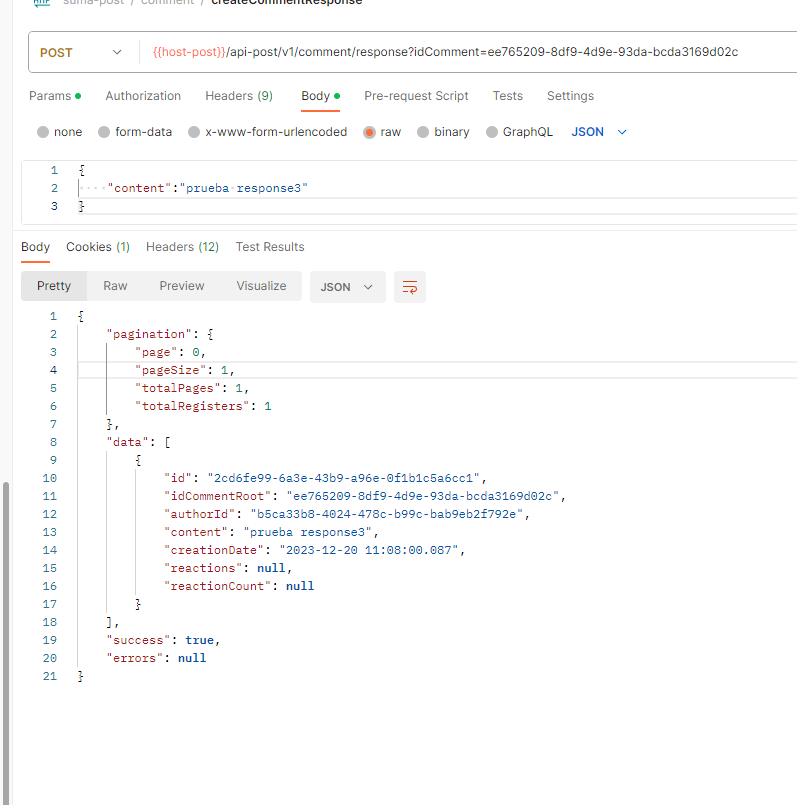 HTTP suma-post / comment / createCommentResponse
POST {{host-post}}/api-post/v1/comment/response?idComment=ee765209-8df9-4d9e-93da-bcda3169d02c
Params Authorization Headers (9) Body Pre-request Script Tests Settings
none form-data x-www-form-urlencoded raw binary GraphQL JSON
1 {
2 ····"content":"prueba·response3"
3 }
Body Cookies (1) Headers (12) Test Results
Pretty Raw Preview Visualize JSON
1 {
2 "pagination": {
3 "page": 0,
4 "pageSize": 1,
5 "totalPages": 1,
6 "totalRegisters": 1
7 },
8 "data": [
9 {
10 "id": "2cd6fe99-6a3e-43b9-a96e-0f1b1c5a6cc1",
11 "idCommentRoot": "ee765209-8df9-4d9e-93da-bcda3169d02c",
12 "authorId": "b5ca33b8-4024-478c-b99c-bab9eb2f792e",
13 "content": "prueba response3",
14 "creationDate": "2023-12-20 11:08:00.087",
15 "reactions": null,
16 "reactionCount": null
17 }
18 ],
19 "success": true,
20 "errors": null
21 }